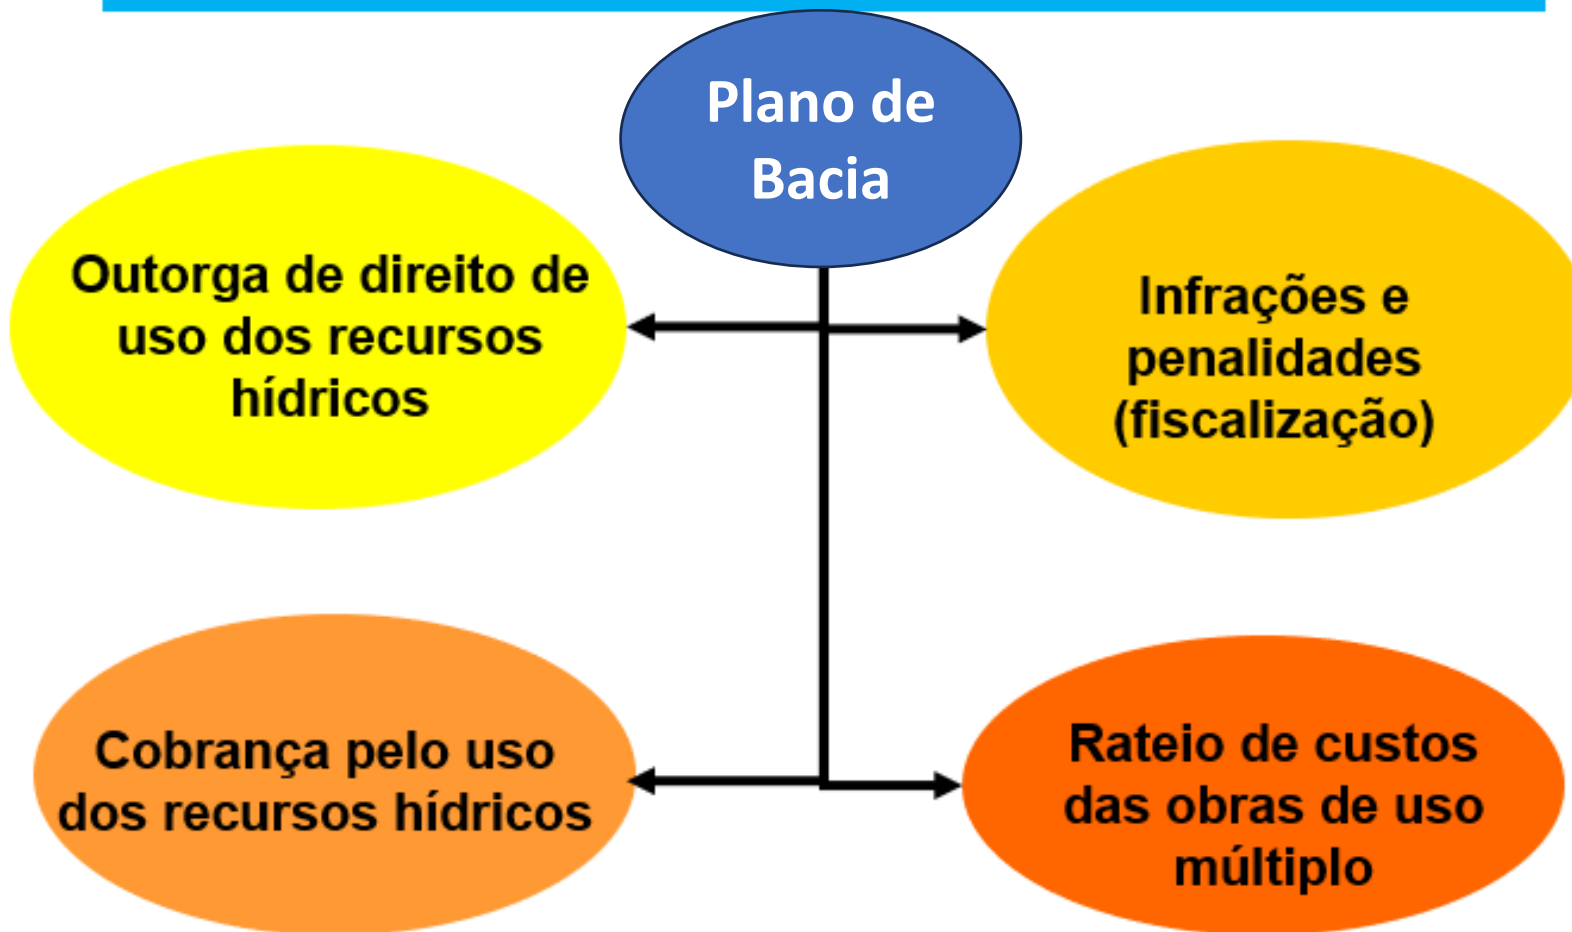 Plano de
Bacia
Outorga de direito de
uso dos recursos
hídricos
Infrações e
penalidades
(fiscalização)
Cobrança pelo uso
dos recursos hídricos
Rateio de custos
das obras de uso
múltiplo